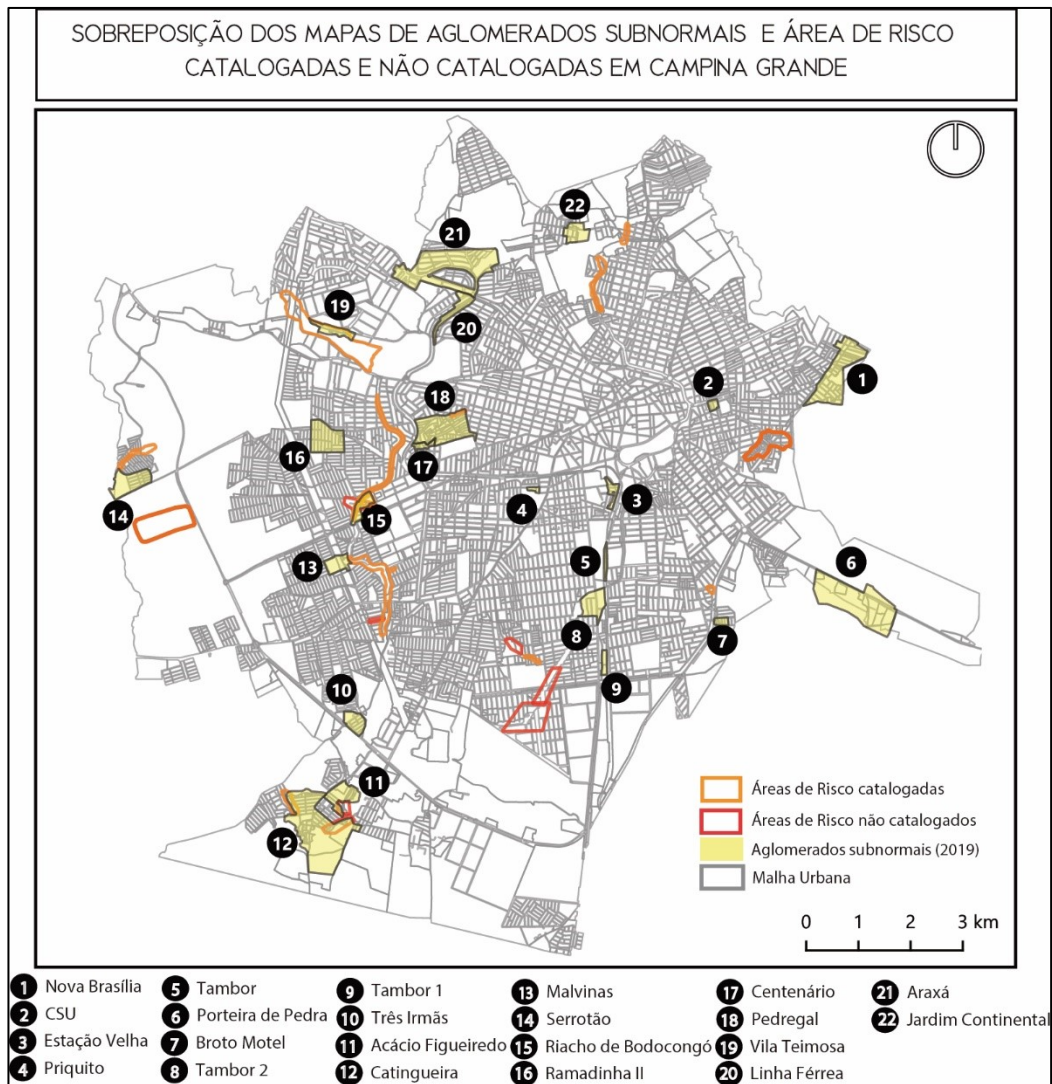 SOBREPOSIÇÃO DOS MAPAS DE AGLOMERADOS SUBNORMAIS E ÁREA DE RISCO
CATALOGADAS E NÃO CATALOGADAS EM CAMPINA GRANDE
22
21
19
20
1
2
18
16
17
14
15
4
3
13
5
6
8
7
10
9
11
12
Áreas de Risco catalogadas
Áreas de Risco não catalogados
Aglomerados subnormais (2019)
Malha Urbana
0 1 2 3 km
1 Nova Brasília
2 CSU
3 Estação Velha
4 Priquito
5 Tambor
6 Porteira de Pedra
7 Broto Motel
8 Tambor 2
9 Tambor 1
10 Três Irmãs
11 Acácio Figueiredo
12 Catingueira
13 Malvinas
14 Serrotão
15 Riacho de Bodocongó
16 Ramadinha II
17 Centenário
18 Pedregal
19 Vila Teimosa
20 Linha Férrea
21 Araxá
22 Jardim Continental